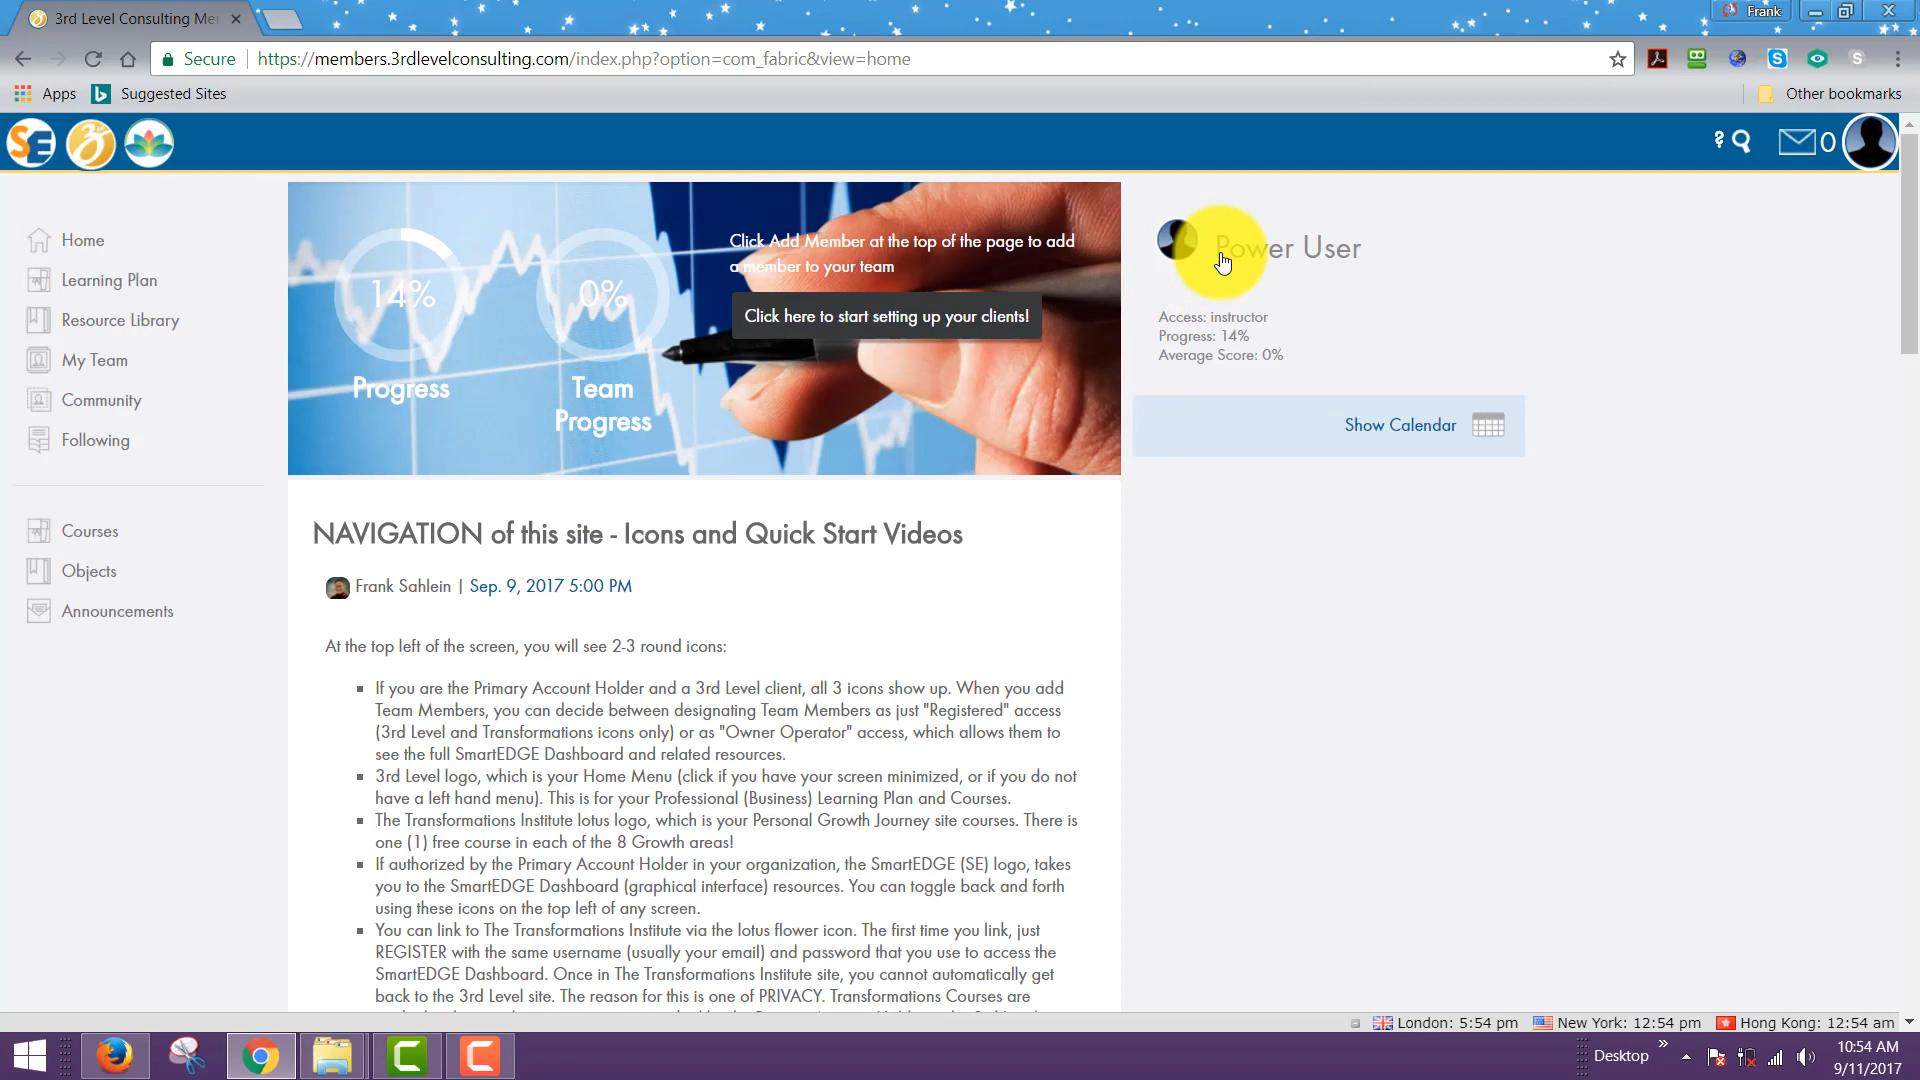 3rd Level Consulting Me
Frank
Secure
https://members.3rdlevelconsulting.com/index.php?option=com_fabric&view=home
Apps
Suggested Sites
Other bookmarks
SE
0
Home
Learning Plan
Resource Library
My Team
Community
Following
Courses
Objects
Announcements
14%
Progress
0%
Team
Progress
Click Add Member at the top of the page to add
a member to your team
Click here to start setting up your clients!
Power User
Access: instructor
Progress: 14%
Average Score: 0%
Show Calendar
NAVIGATION of this site - Icons and Quick Start Videos
Frank Sahlein | Sep. 9, 2017 5:00 PM
At the top left of the screen, you will see 2-3 round icons:
If you are the Primary Account Holder and a 3rd Level client, all 3 icons show up. When you add
Team Members, you can decide between designating Team Members as just "Registered" access
(3rd Level and Transformations icons only) or as "Owner Operator" access, which allows them to
see the full SmartEDGE Dashboard and related resources.
3rd Level logo, which is your Home Menu (click if you have your screen minimized, or if you do not
have a left hand menu). This is for your Professional (Business) Learning Plan and Courses.
The Transformations Institute lotus logo, which is your Personal Growth Journey site courses. There is
one (1) free course in each of the 8 Growth areas!
If authorized by the Primary Account Holder in your organization, the SmartEDGE (SE) logo, takes
you to the SmartEDGE Dashboard (graphical interface) resources. You can toggle back and forth
using these icons on the top left of any screen.
You can link to The Transformations Institute via the lotus flower icon. The first time you link, just
REGISTER with the same username (usually your email) and password that you use to access the
SmartEDGE Dashboard. Once in The Transformations Institute site, you cannot automatically get
back to the 3rd Level site. The reason for this is one of PRIVACY. Transformations Courses are
London: 5:54 pm
New York: 12:54 pm
Hong Kong: 12:54 am
Desktop
10:54 AM
9/11/2017